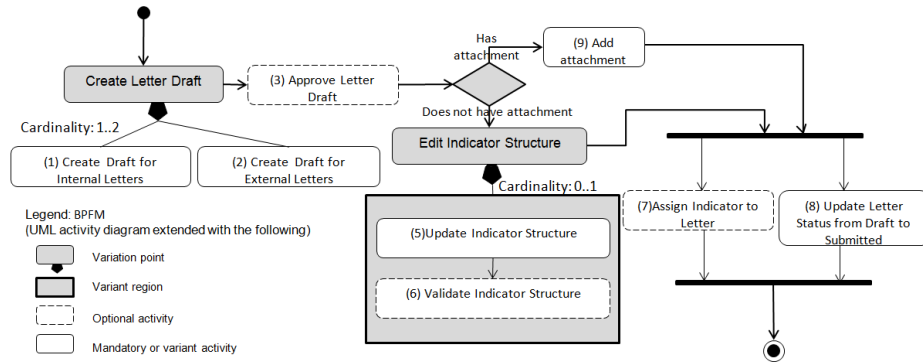 Has
attachment
(9) Add
attachment
Create Letter Draft
(3) Approve Letter
Draft
Does not have attachment
Cardinality: 1..2
Edit Indicator Structure
(1) Create Draft for
Internal Letters
(2) Create Draft for
External Letters
Cardinality: 0..1
(7)Assign Indicator to
Letter
(8) Update Letter
Status from Draft to
Submitted
(5)Update Indicator Structure
(6) Validate Indicator Structure
Legend: BPFM
(UML activity diagram extended with the following)
Variation point
Variant region
Optional activity
Mandatory or variant activity